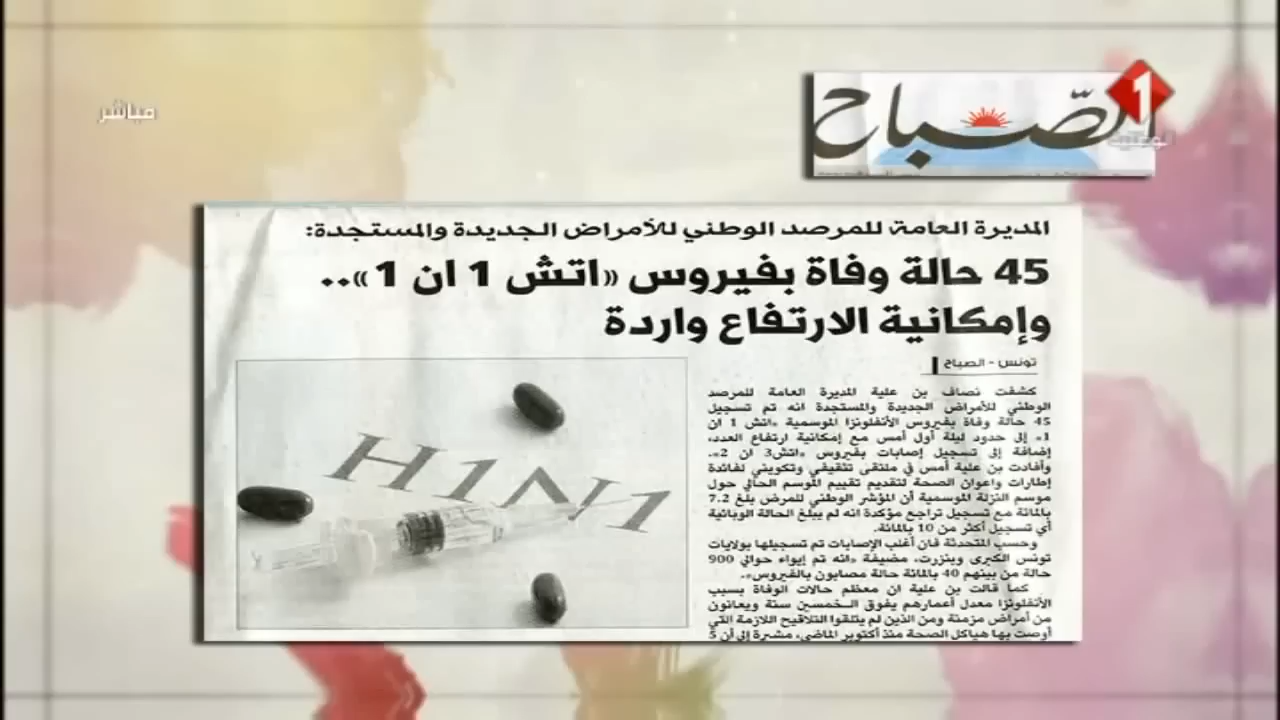 مباشر
الصّباح
1
الوطنية
المديرة العامة للمرصد الوطني للأمراض الجديدة والمستجدة:
45 حالة وفاة بفيروس «اتش 1 ان 1»..
وإمكانية الارتفاع واردة
تونس - الصباح
كشفت نصاف بن علية المديرة العامة للمرصد
الوطني للأمراض الجديدة والمستجدة انه تم تسجيل
45 حالة وفاة بفيروس الأنفلونزا الموسمية «اتش 1 ان
1» إلى حدود ليلة أول أمس مع إمكانية ارتفاع العدد،
إضافة إلى تسجيل إصابات بفيروس «اتش3 ان 2».
وأفادت بن علية أمس في ملتقى تثقيفي وتكويني لفائدة
إطارات واعوان الصحة لتقديم تقييم الموسم الحالي حول
موسم النزلة الموسمية أن المؤشر الوطني للمرض بلغ 7.2
بالمائة مع تسجيل تراجع مؤكدة انه لم يبلغ الحالة الوبائية
أي تسجيل أكثر من 10 بالمائة.
وحسب المتحدثة فان أغلب الإصابات تم تسجيلها بولايات
تونس الكبرى وبنزرت، مضيفة «انه تم إيواء حوالي 900
حالة من بينهم 40 بالمائة حالة مصابون بالفيروس».
كما قالت بن علية ان معظم حالات الوفاة بسبب
الأنفلونزا معدل أعمارهم يفوق الخمسين سنة ويعانون
من أمراض مزمنة ومن الذين لم يتلقوا التلاقيح اللازمة التي
أوصت بها هياكل الصحة منذ أكتوبر الماضي، مشيرة إلى أن 5
H1N1